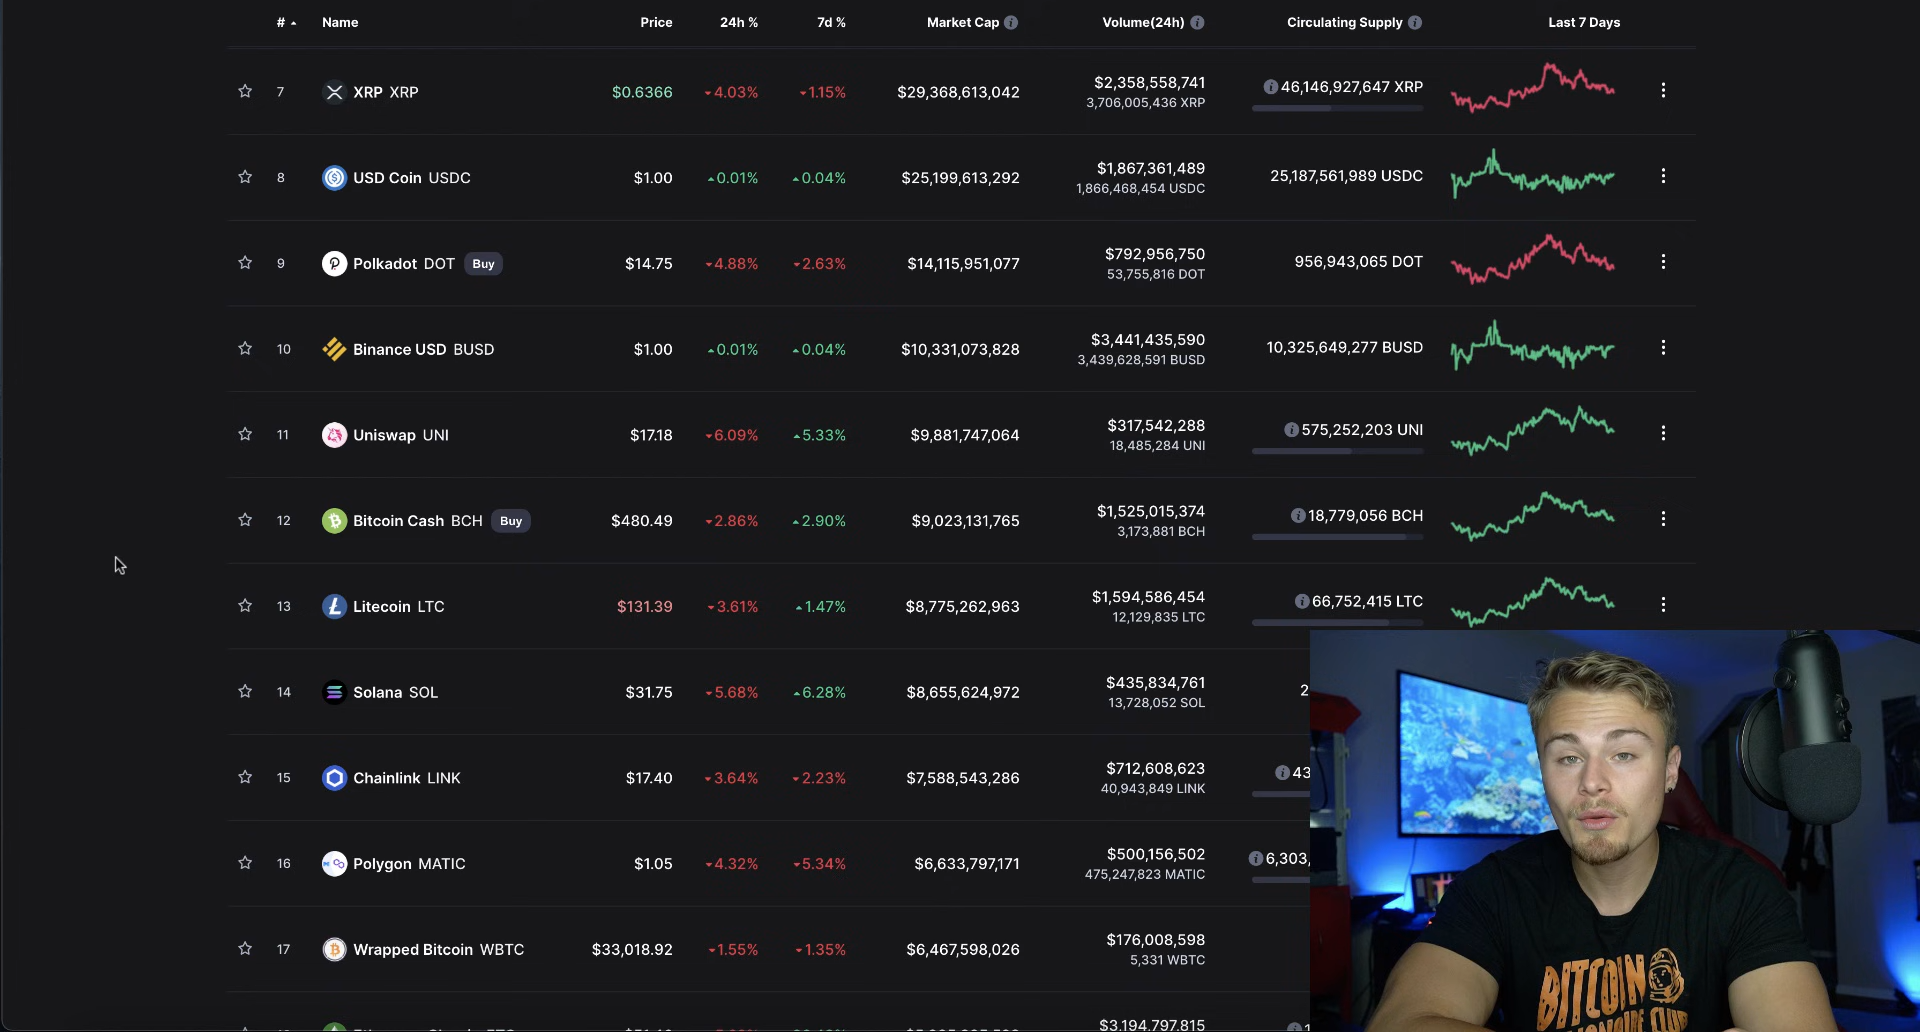 # Name Price 24h % 7d % Market Cap Volume(24h) Circulating Supply Last 7 Days
7 XRP XRP $0.6366 4.03% 1.15% $29,368,613,042 $2,358,558,741 46,146,927,647 XRP
3,706,005,436 XRP
8 USD Coin USDC $1.00 0.01% 0.04% $25,199,613,292 $1,867,361,489 25,187,561,989 USDC
1,866,468,454 USDC
9 Polkadot DOT Buy $14.75 4.88% 2.63% $14,115,951,077 $792,956,750 956,943,065 DOT
53,755,816 DOT
10 Binance USD BUSD $1.00 0.01% 0.04% $10,331,073,828 $3,441,435,590 10,325,649,277 BUSD
3,439,628,591 BUSD
11 Uniswap UNI $17.18 6.09% 5.33% $9,881,747,064 $317,542,288 575,252,203 UNI
18,485,284 UNI
12 Bitcoin Cash BCH Buy $480.49 2.86% 2.90% $9,023,131,765 $1,525,015,374 18,779,056 BCH
3,173,881 BCH
13 Litecoin LTC $131.39 3.61% 1.47% $8,775,262,963 $1,594,586,454 66,752,415 LTC
12,129,835 LTC
14 Solana SOL $31.75 5.68% 6.28% $8,655,624,972 $435,834,761 2
13,728,052 SOL
15 Chainlink LINK $17.40 3.64% 2.23% $7,588,543,286 $712,608,623 43
40,943,849 LINK
16 Polygon MATIC $1.05 4.32% 5.34% $6,633,797,171 $500,156,502 6,303,
475,247,823 MATIC
17 Wrapped Bitcoin WBTC $33,018.92 1.55% 1.35% $6,467,598,026 $176,008,598
5,331 WBTC
$3,194,797,815
BITCOIN